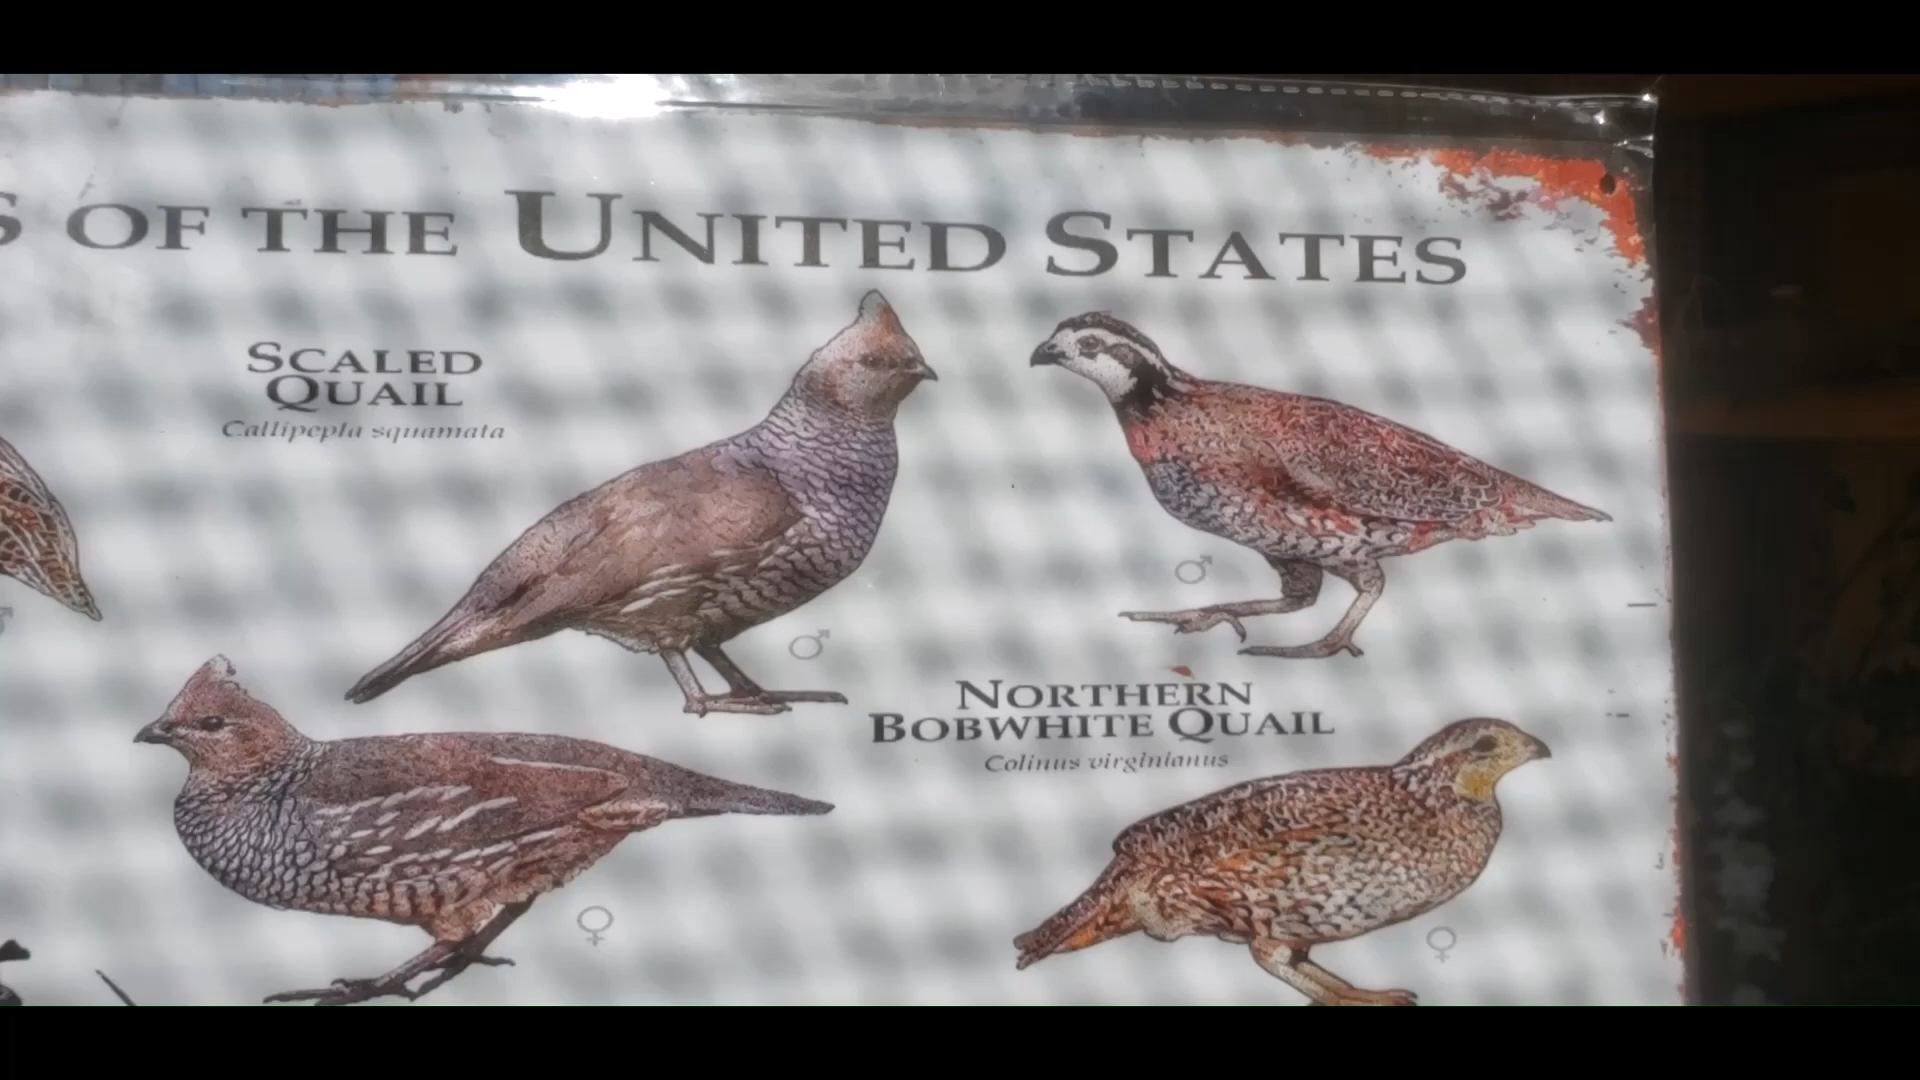 S OF THE UNITED STATES
SCALED
QUAIL
Callipepla squamata
♂
♂
NORTHERN
BOBWHITE QUAIL
Colinus virginianus
♀
♀